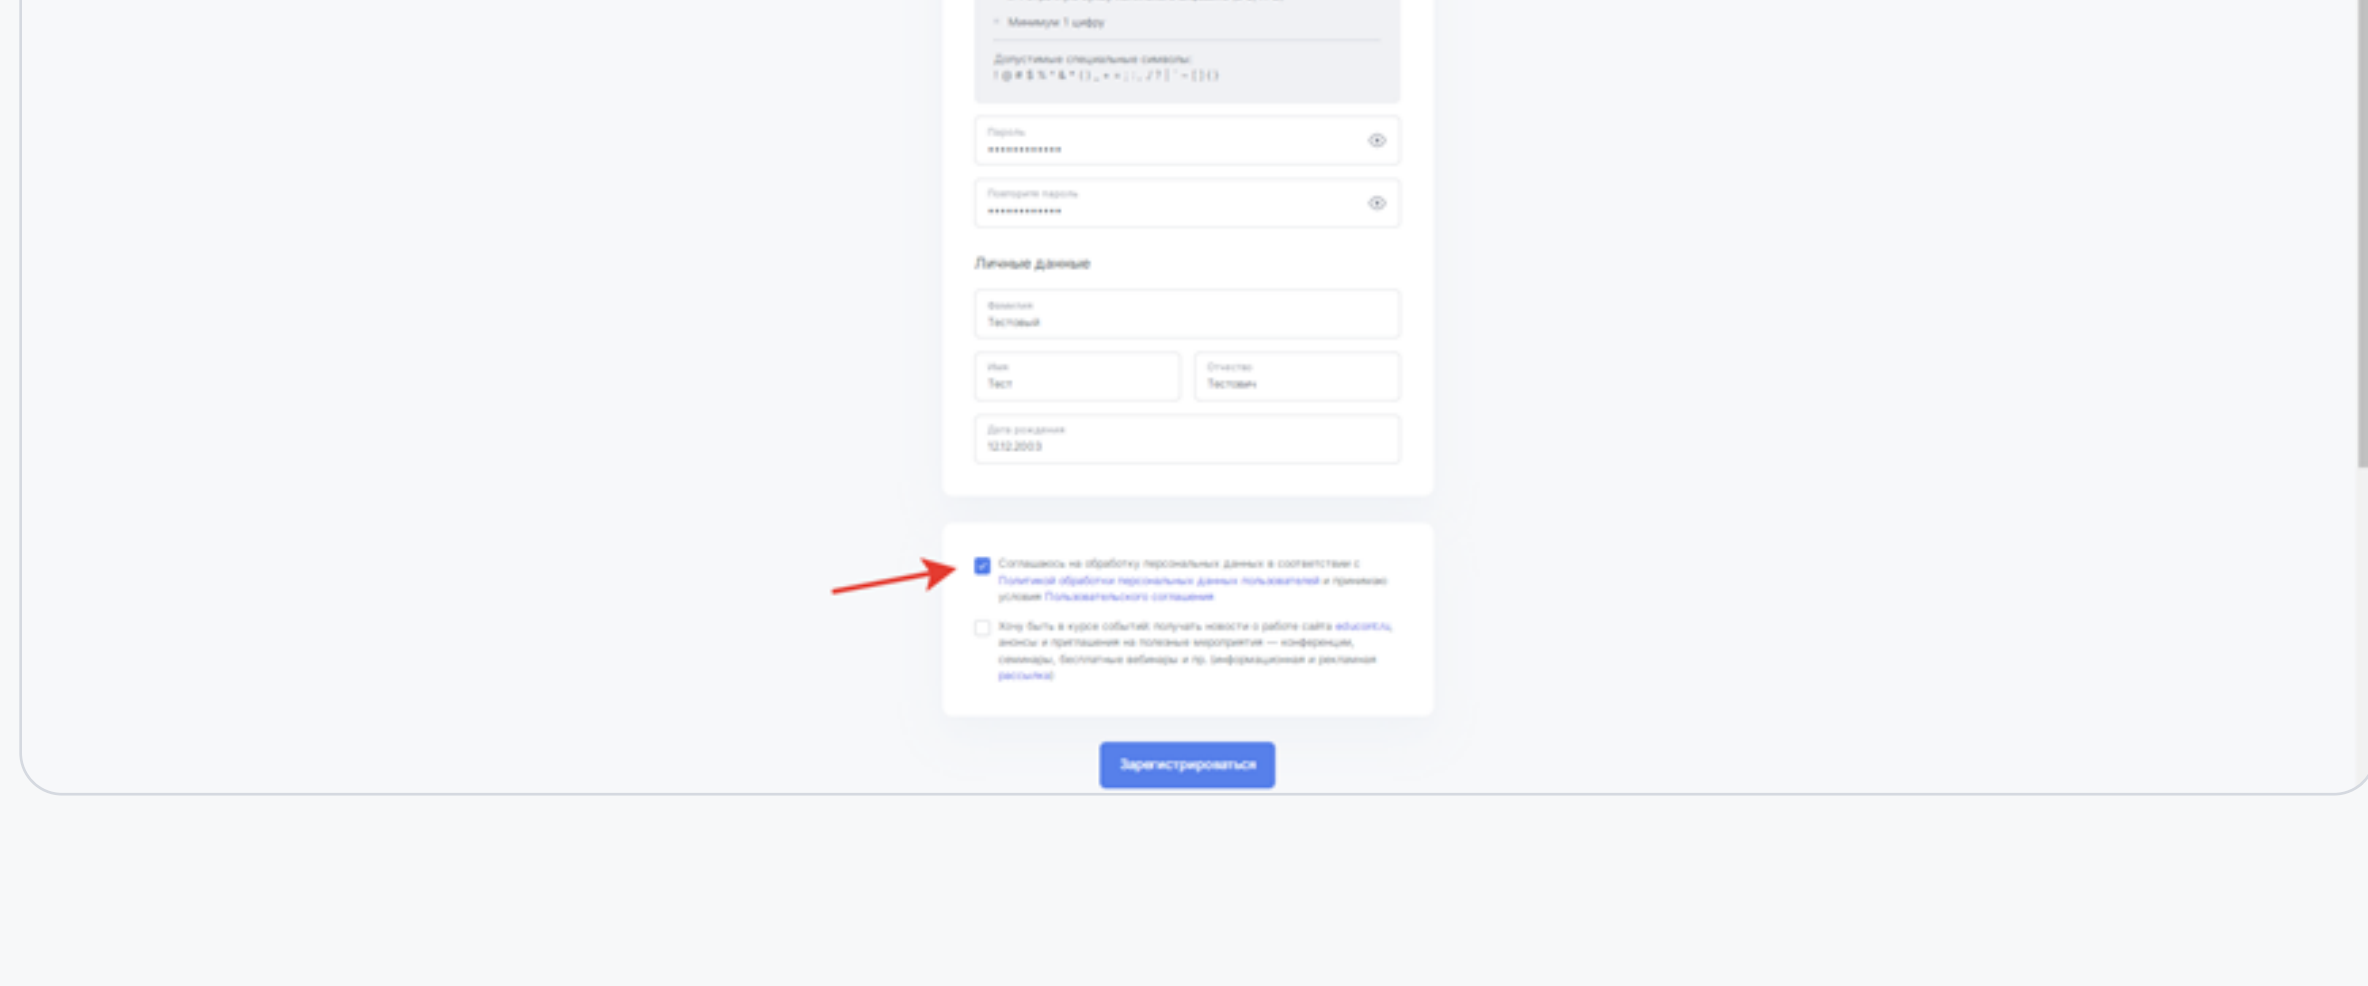 Минимум 1 цифру
Допустимые специальные символы:
Пароль
Повторите пароль
Личные данные
Фамилия
Тестовый
Имя
Тест
Отчество
Тестович
Дата рождения
12.12.2003
Соглашаюсь на обработку персональных данных в соответствии с
Политикой обработки персональных данных пользователей и принимаю
условия Пользовательского соглашения
Хочу быть в курсе событий: получать новости о работе сайта educont.ru,
анонсы и приглашения на полезные мероприятия — конференции,
семинары, бесплатные вебинары и пр. (информационная и рекламная
рассылка)
Зарегистрироваться